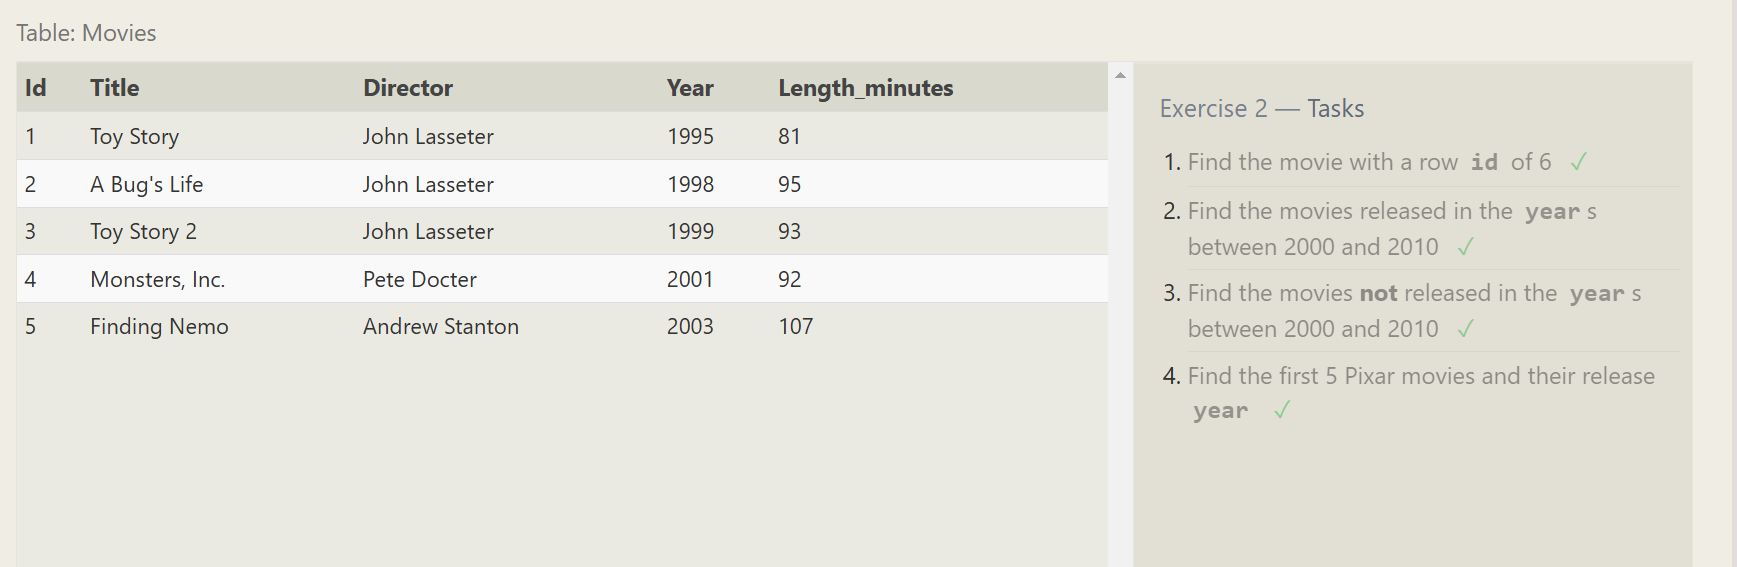 Table: Movies
Id Title Director Year Length_minutes
1 Toy Story John Lasseter 1995 81
2 A Bug's Life John Lasseter 1998 95
3 Toy Story 2 John Lasseter 1999 93
4 Monsters, Inc. Pete Docter 2001 92
5 Finding Nemo Andrew Stanton 2003 107
Exercise 2 — Tasks
1. Find the movie with a row id of 6 ✓
2. Find the movies released in the year s
between 2000 and 2010 ✓
3. Find the movies not released in the year s
between 2000 and 2010 ✓
4. Find the first 5 Pixar movies and their release
year ✓